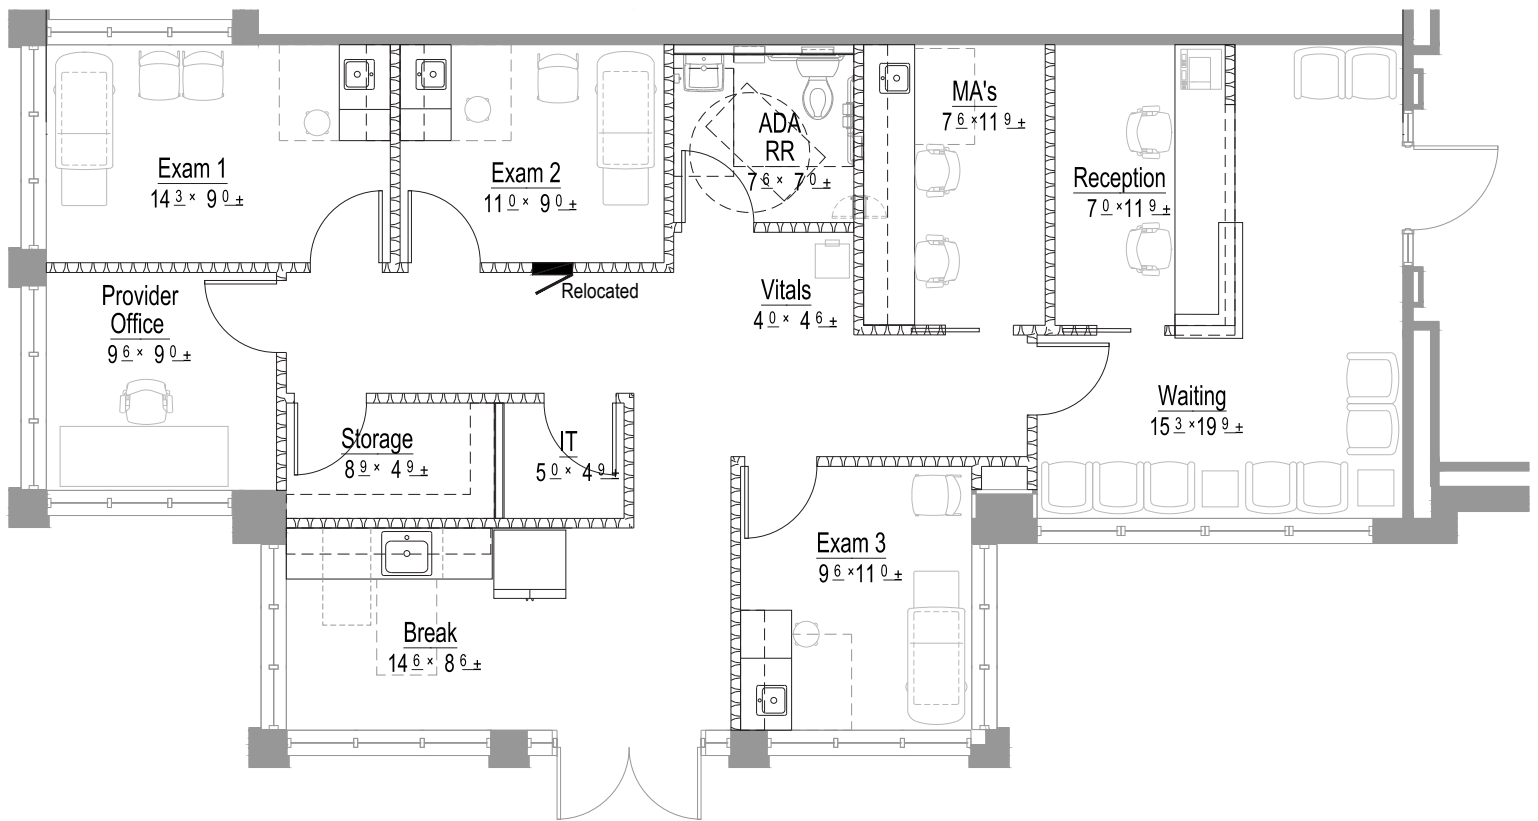 Exam 1
14 3 × 9 0 ±
Exam 2
11 0 × 9 0 ±
ADA
RR
7 6 × 7 0 ±
MA's
7 6 × 11 9 ±
Reception
7 0 × 11 9 ±
Provider
Office
9 6 × 9 0 ±
Relocated
Vitals
4 0 × 4 6 ±
Waiting
15 3 × 19 9 ±
Storage
8 9 × 4 9 ±
IT
5 0 × 4 9 ±
Exam 3
9 6 × 11 0 ±
Break
14 6 × 8 6 ±